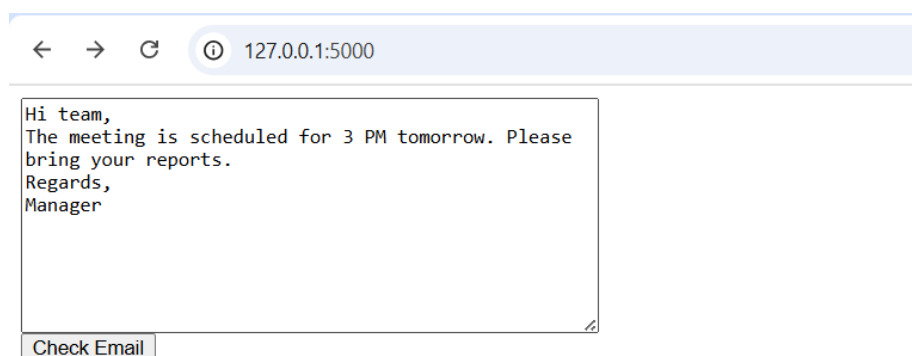 127.0.0.1:5000
Hi team,
The meeting is scheduled for 3 PM tomorrow. Please
bring your reports.
Regards,
Manager
Check Email